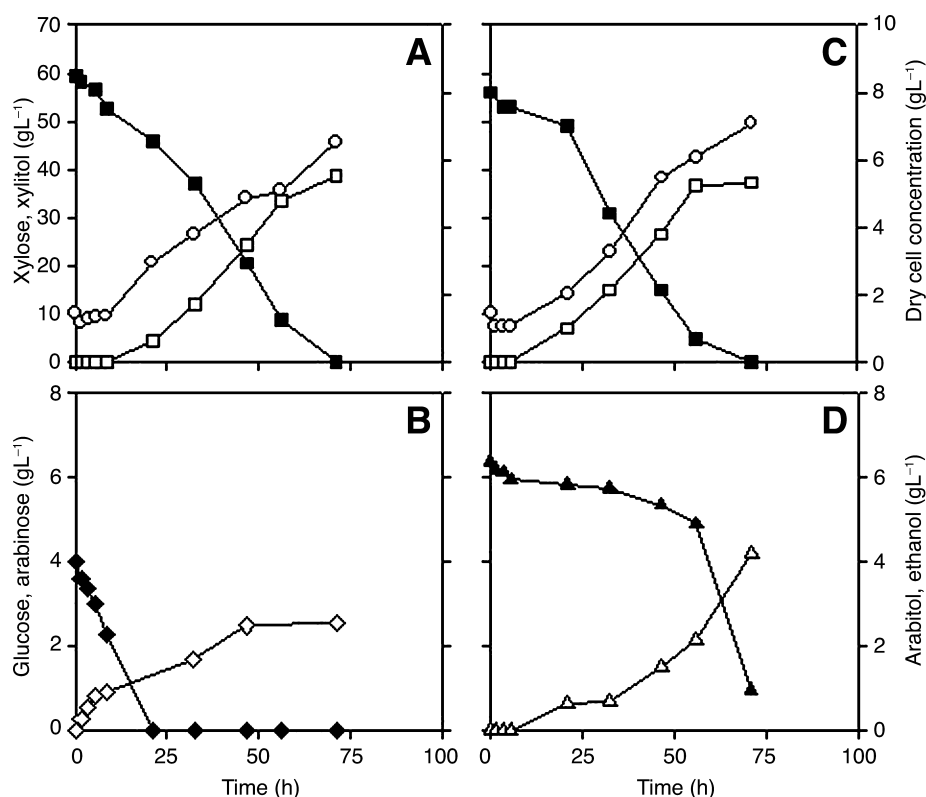 70
60
50
40
30
20
10
0
Xylose, xylitol (gL⁻¹)
A
C
10
8
6
4
2
0
Dry cell concentration (gL⁻¹)
8
6
4
2
0
Glucose, arabinose (gL⁻¹)
B
D
8
6
4
2
0
Arabitol, ethanol (gL⁻¹)
0 25 50 75 100
0 25 50 75 100
Time (h)
Time (h)